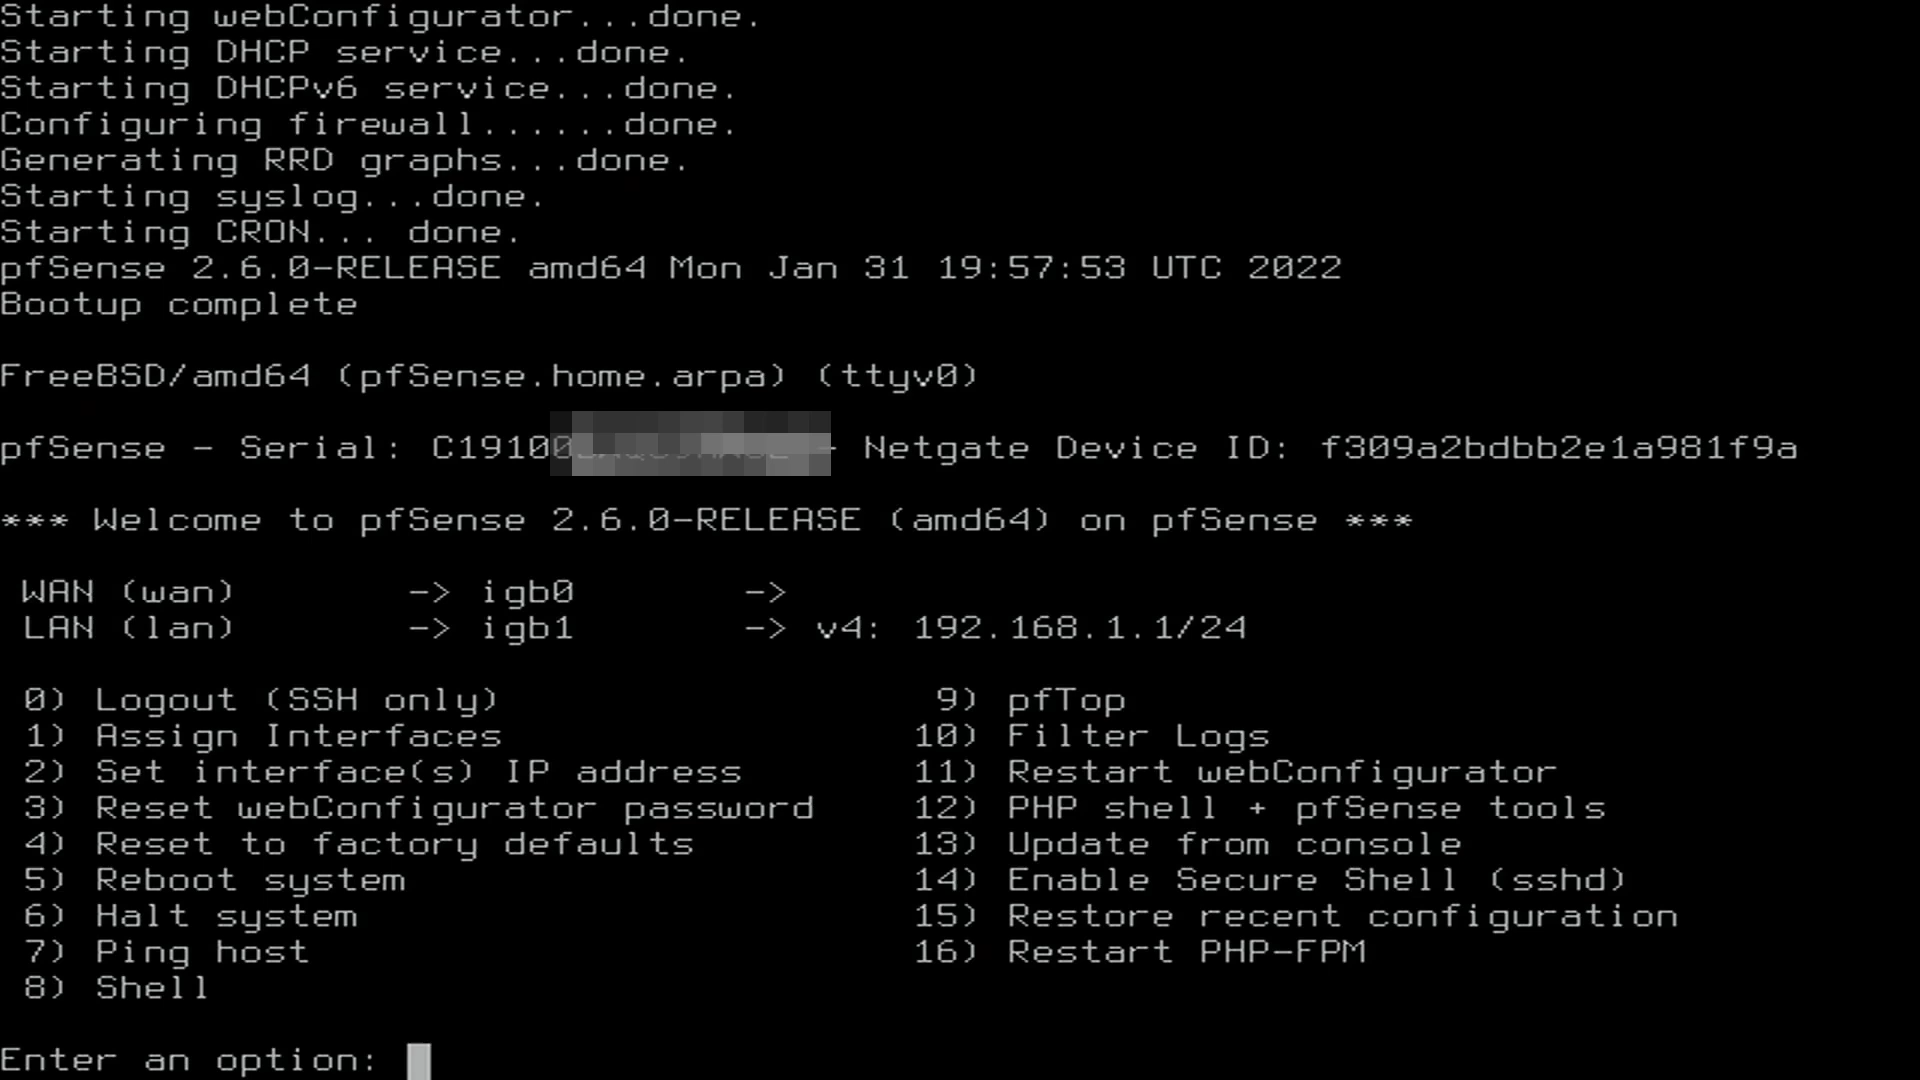 Starting webConfigurator...done.
Starting DHCP service...done.
Starting DHCPv6 service...done.
Configuring firewall......done.
Generating RRD graphs...done.
Starting syslog...done.
Starting CRON... done.
pfSense 2.6.0-RELEASE amd64 Mon Jan 31 19:57:53 UTC 2022
Bootup complete
FreeBSD/amd64 (pfSense.home.arpa) (ttyv0)
pfSense - Serial: - Netgate Device ID: f309a2bdbb2e1a981f9a
*** Welcome to pfSense 2.6.0-RELEASE (amd64) on pfSense ***
WAN (wan) -> igb0 ->
LAN (lan) -> igb1 -> v4: 192.168.1.1/24
0) Logout (SSH only) 9) pfTop
1) Assign Interfaces 10) Filter Logs
2) Set interface(s) IP address 11) Restart webConfigurator
3) Reset webConfigurator password 12) PHP shell + pfSense tools
4) Reset to factory defaults 13) Update from console
5) Reboot system 14) Enable Secure Shell (sshd)
6) Halt system 15) Restore recent configuration
7) Ping host 16) Restart PHP-FPM
8) Shell
Enter an option: